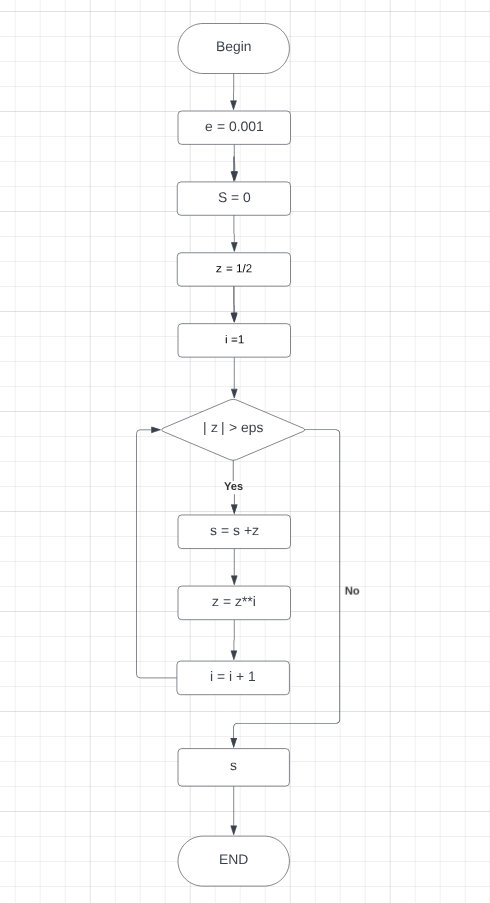 Begin
e = 0.001
S = 0
z = 1/2
i =1
| z | > eps
Yes
s = s +z
z = z**i
No
i = i + 1
s
END